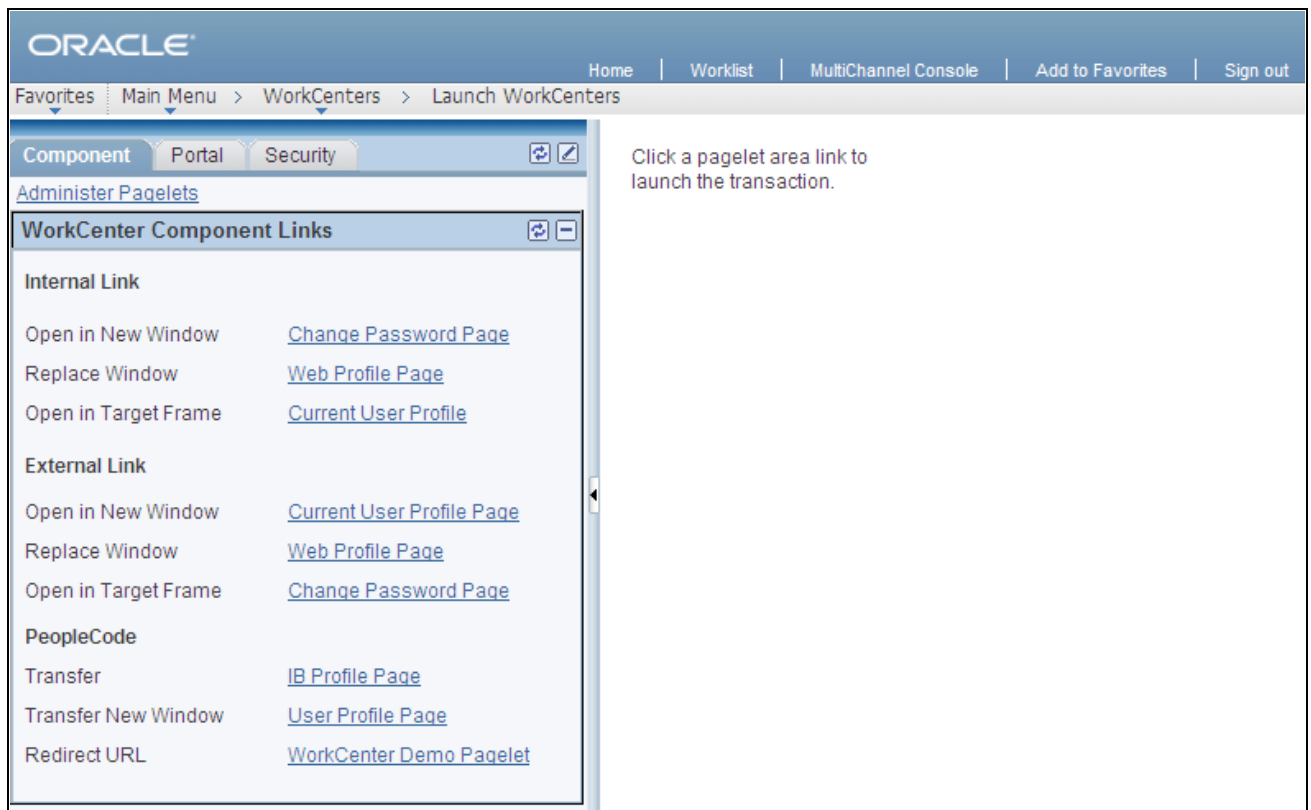 ORACLE
Home | Worklist | MultiChannel Console | Add to Favorites | Sign out
Favorites Main Menu > WorkCenters > Launch WorkCenters
Component Portal Security
Administer Pagelets
WorkCenter Component Links
Internal Link
Open in New Window Change Password Page
Replace Window Web Profile Page
Open in Target Frame Current User Profile
External Link
Open in New Window Current User Profile Page
Replace Window Web Profile Page
Open in Target Frame Change Password Page
PeopleCode
Transfer IB Profile Page
Transfer New Window User Profile Page
Redirect URL WorkCenter Demo Pagelet
Click a pagelet area link to
launch the transaction.